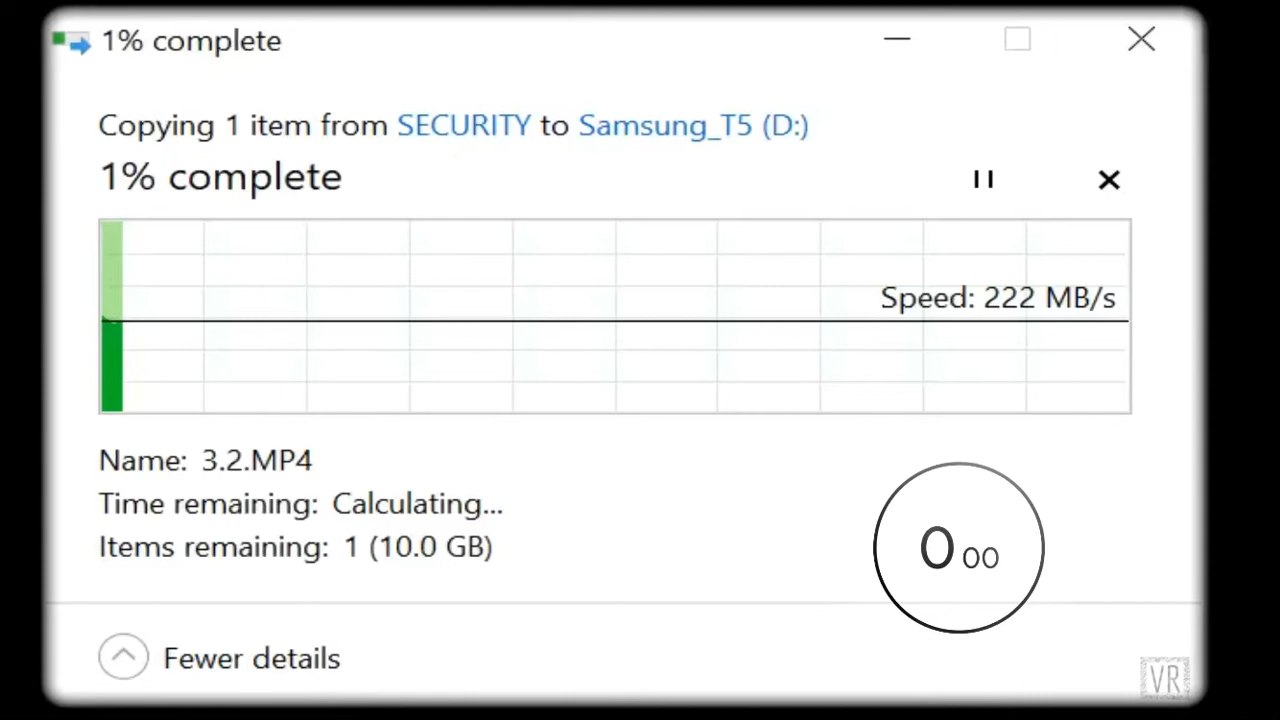 1% complete
Copying 1 item from SECURITY to Samsung_T5 (D:)
1% complete
Speed: 222 MB/s
Name: 3.2.MP4
Time remaining: Calculating...
Items remaining: 1 (10.0 GB)
0 00
Fewer details
VR